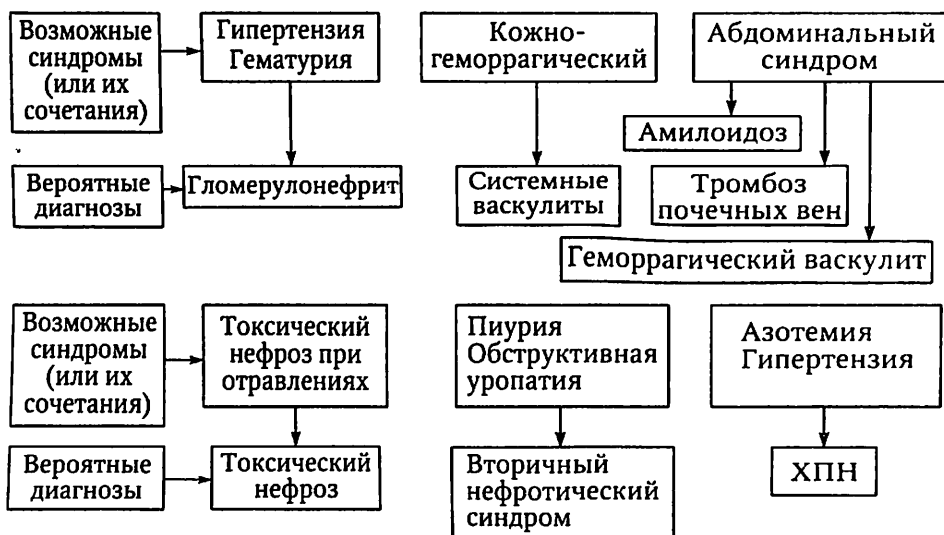 Возможные
синдромы
(или их
сочетания)
Гипертензия
Гематурия
Кожно-
геморрагический
Абдоминальный
синдром
Амилоидоз
Вероятные
диагнозы
Гломерулонефрит
Системные
васкулиты
Тромбоз
почечных вен
Геморрагический васкулит
Возможные
синдромы
(или их
сочетания)
Токсический
нефроз при
отравлениях
Пиурия
Обструктивная
уропатия
Азотемия
Гипертензия
Вероятные
диагнозы
Токсический
нефроз
Вторичный
нефротический
синдром
ХПН